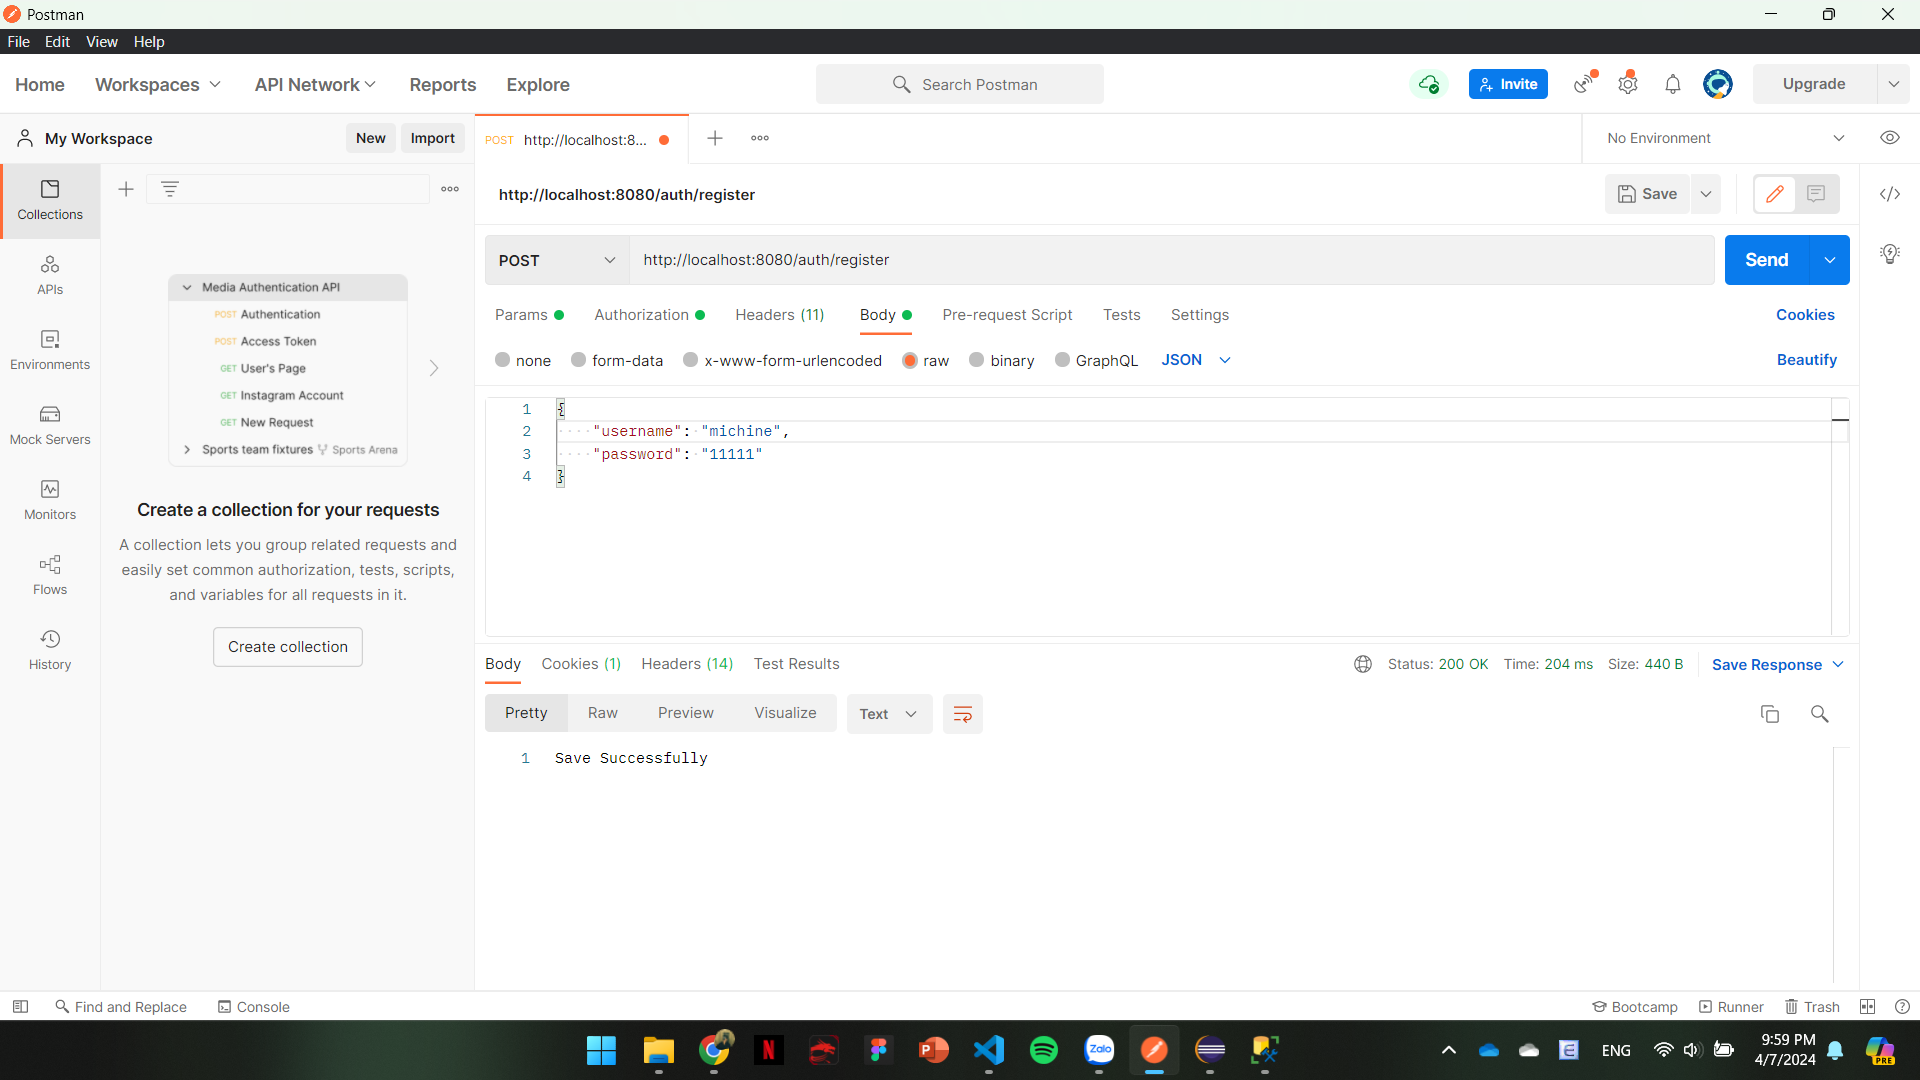 Postman
File Edit View Help
Home Workspaces API Network Reports Explore Search Postman Invite Upgrade
My Workspace New Import POST http://localhost:8... No Environment
Collections
APIs
Environments
Mock Servers
Monitors
Flows
History
Media Authentication API
POST Authentication
POST Access Token
GET User's Page
GET Instagram Account
GET New Request
Sports team fixtures Sports Arena
Create a collection for your requests
A collection lets you group related requests and
easily set common authorization, tests, scripts,
and variables for all requests in it.
Create collection
http://localhost:8080/auth/register Save
POST http://localhost:8080/auth/register Send
Params Authorization Headers (11) Body Pre-request Script Tests Settings Cookies
none form-data x-www-form-urlencoded raw binary GraphQL JSON Beautify
1 {
2 "username": "michine",
3 "password": "11111"
4 }
Body Cookies (1) Headers (14) Test Results Status: 200 OK Time: 204 ms Size: 440 B Save Response
Pretty Raw Preview Visualize Text
1 Save Successfully
Find and Replace Console Bootcamp Runner Trash
N P Zalo E ENG 9:59 PM
4/7/2024 PRE